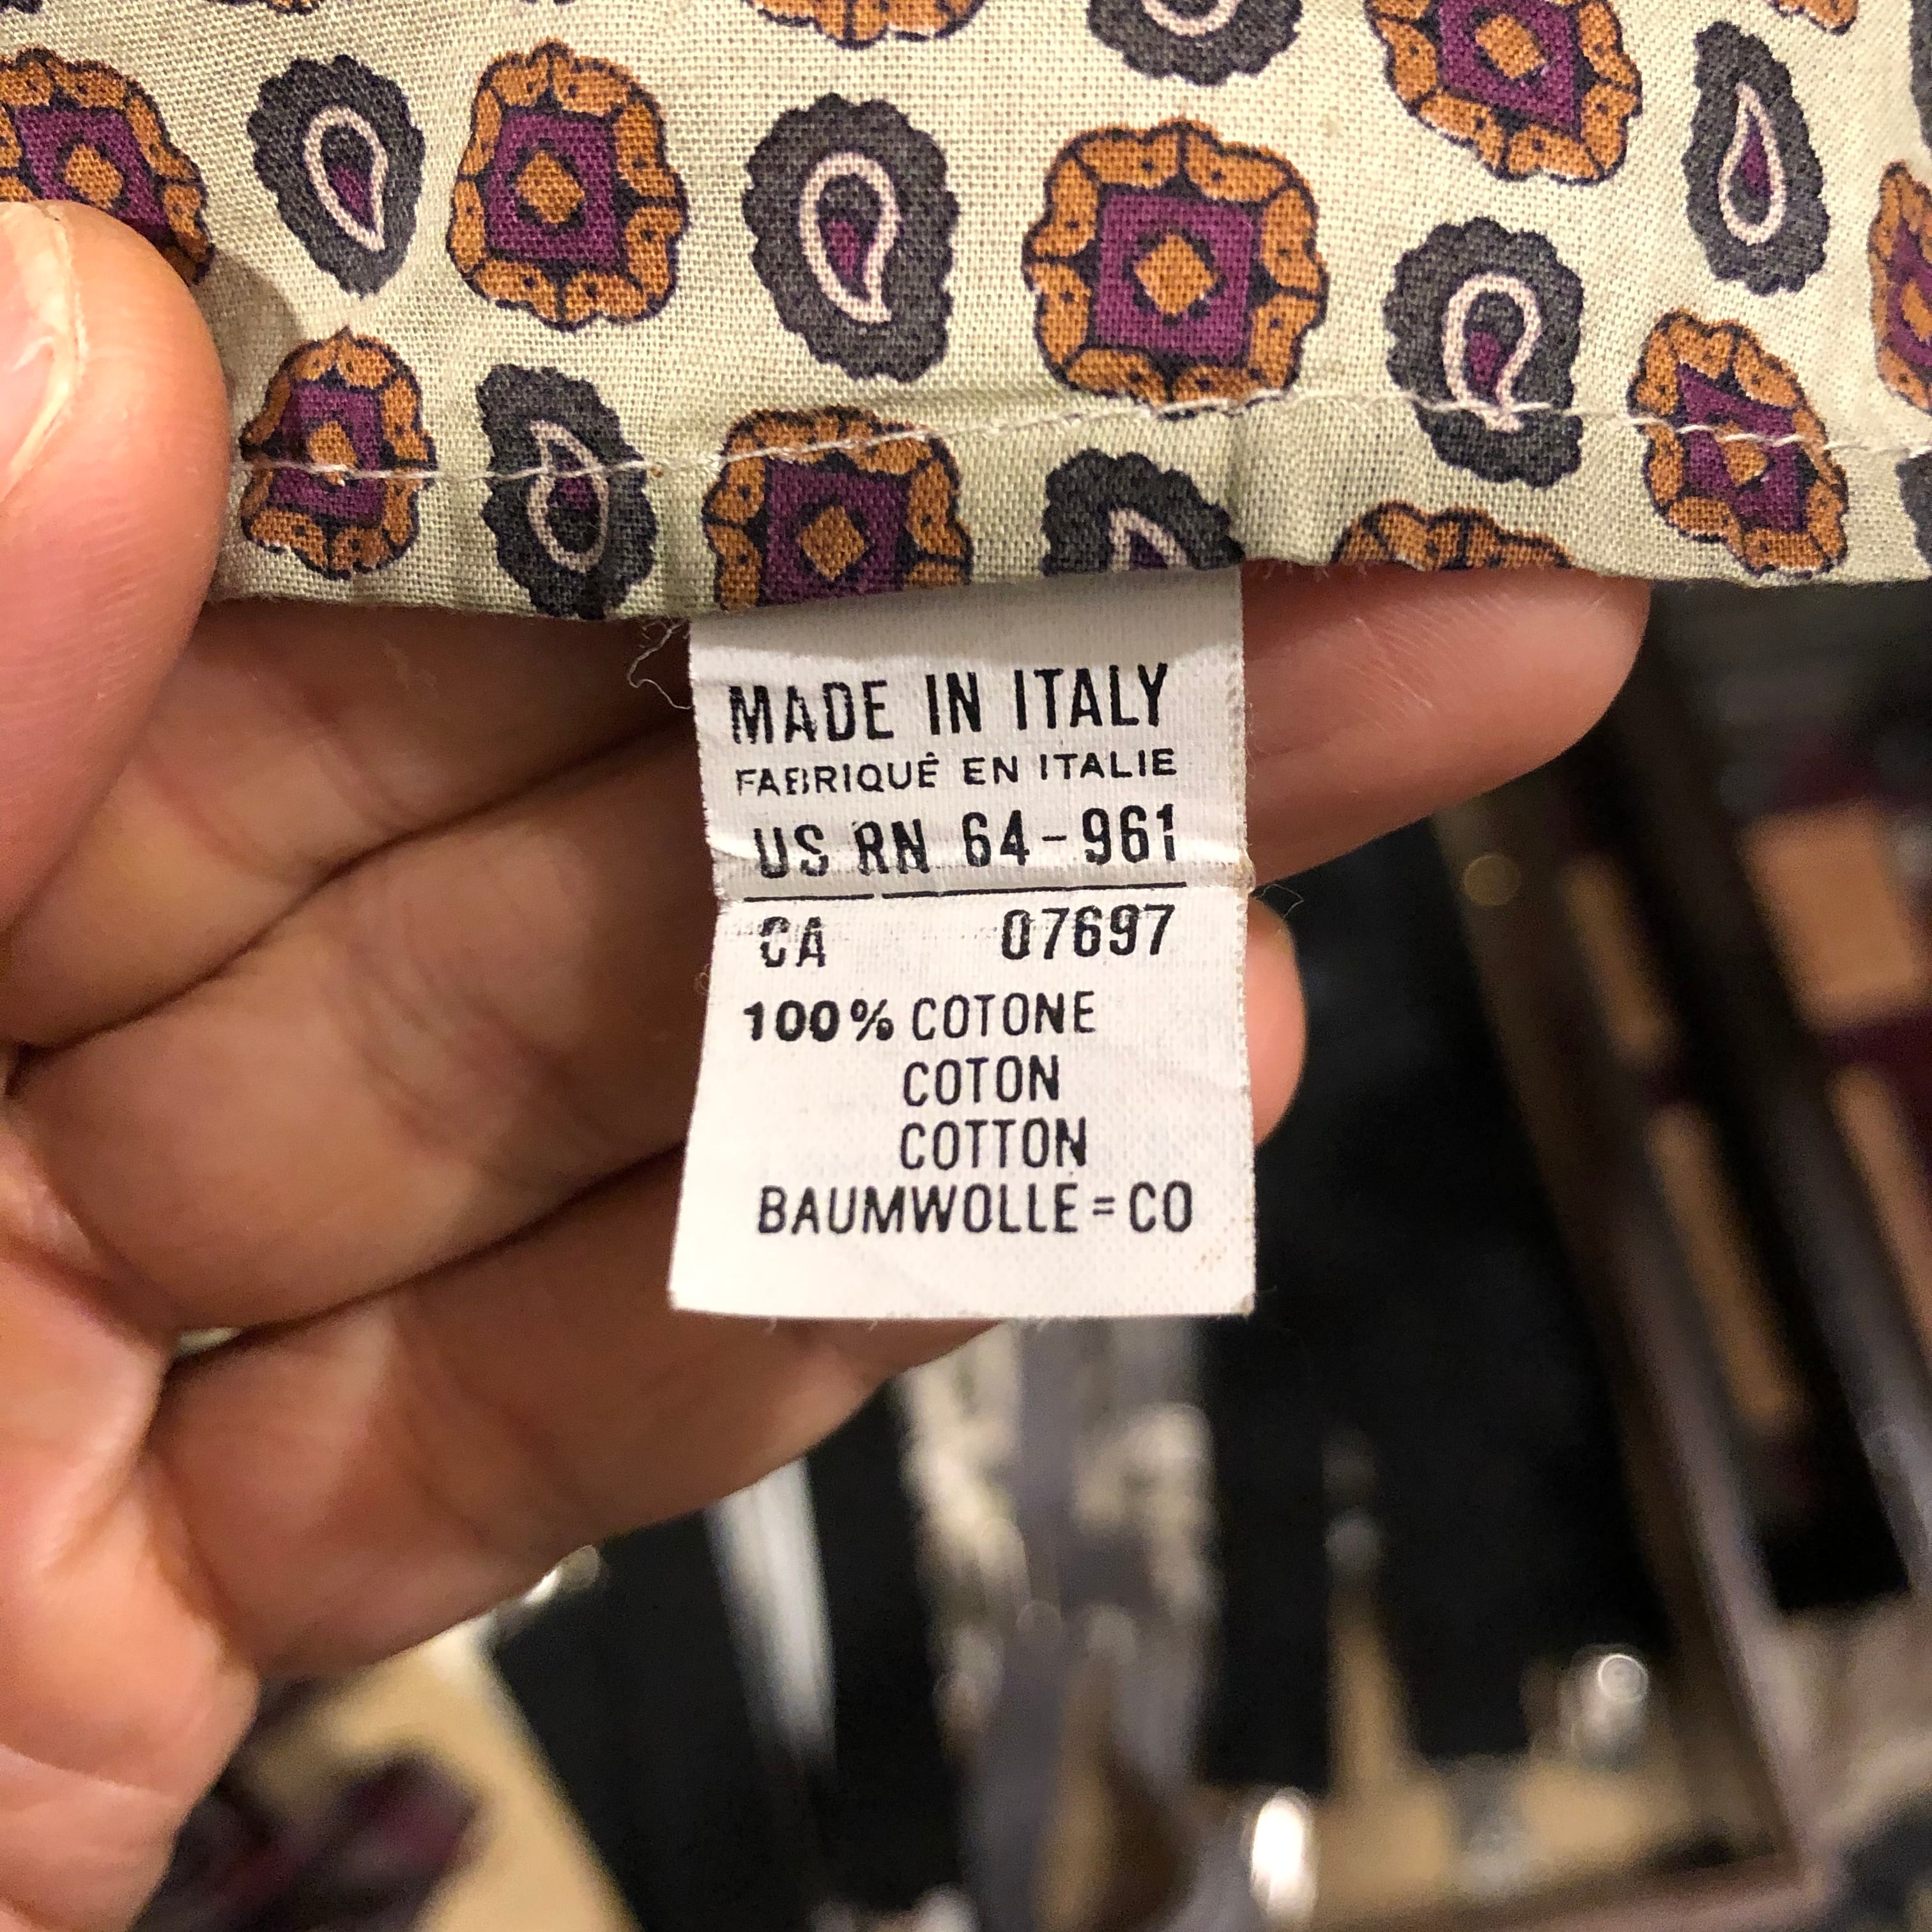 MADE IN ITALY
FABRIQUÉ EN ITALIE
US RN 64-961
CA 07697
100% COTONE
COTON
COTTON
BAUMWOLLE = CO